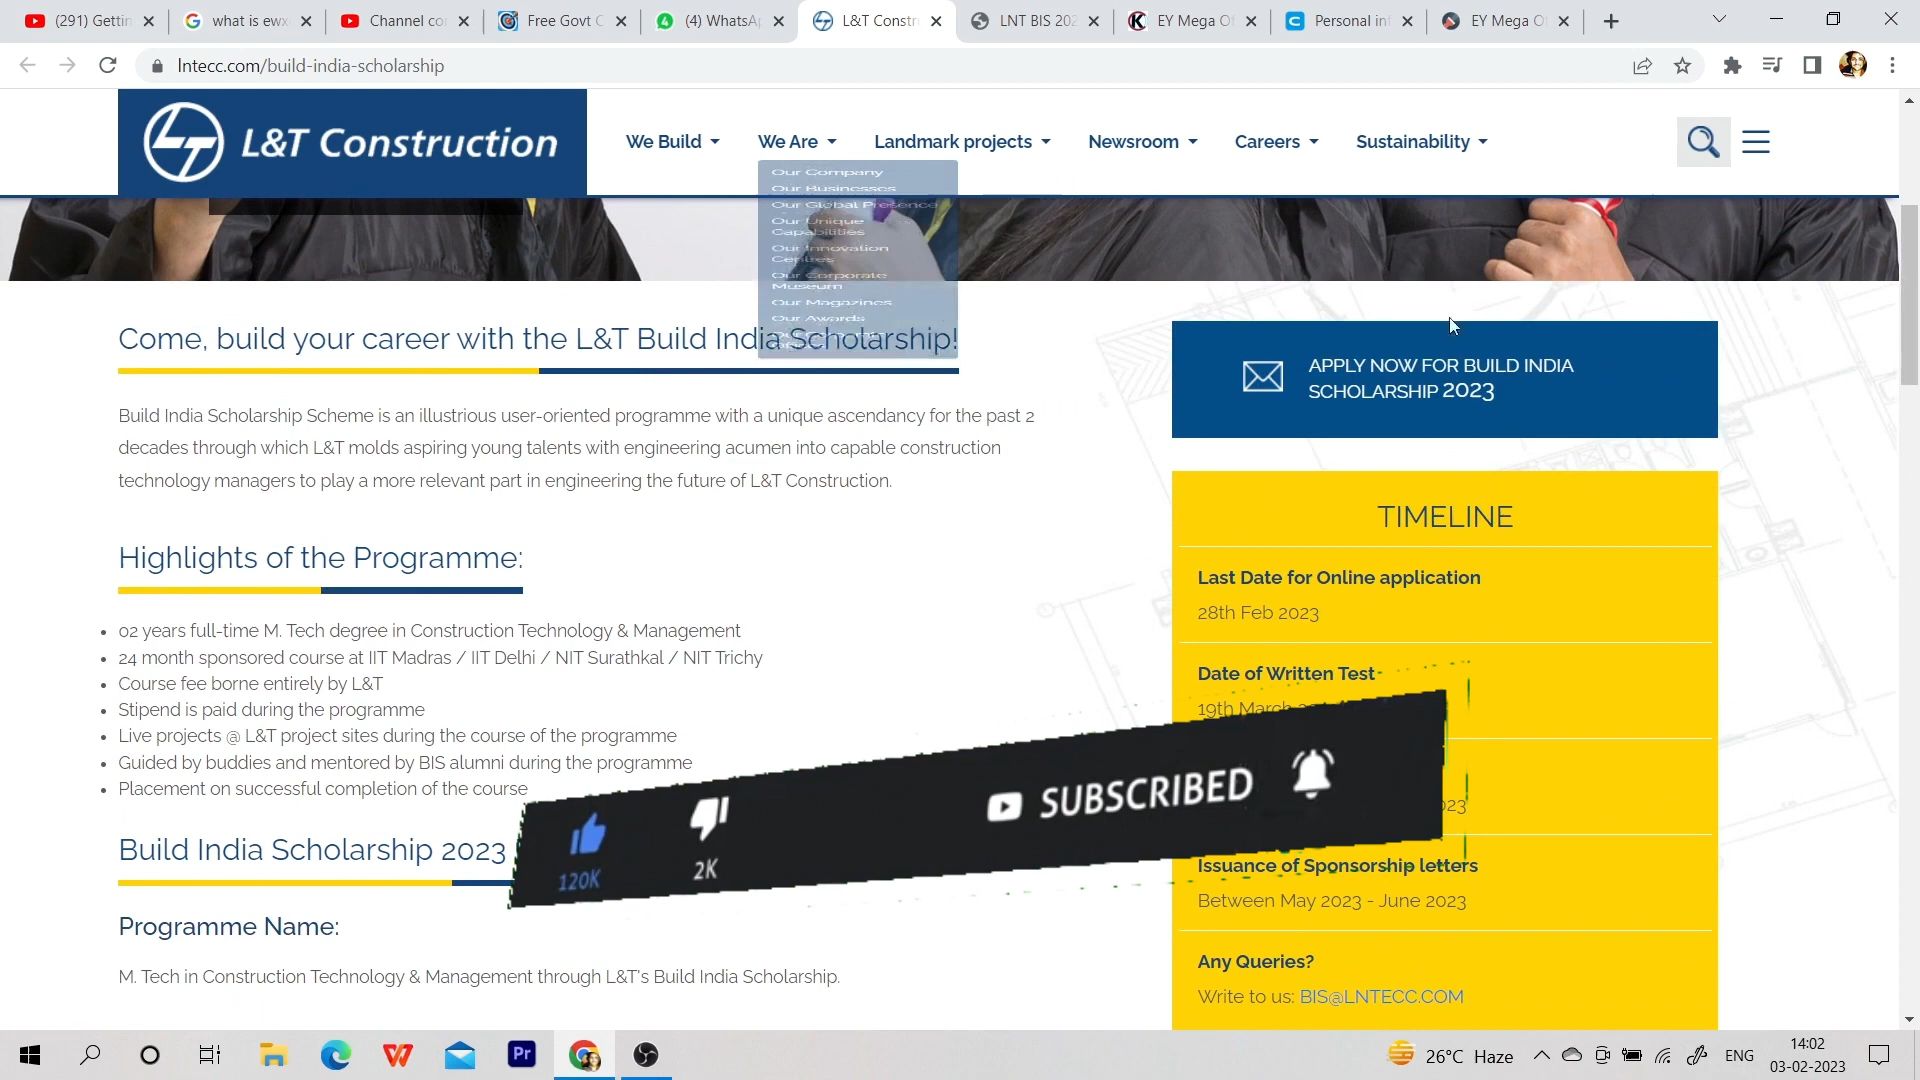 (291) Gettin
what is ewx
Channel co
Free Govt C
(4) WhatsAp
L&T Constr
LNT BIS 202
EY Mega Of
Personal inf
EY Mega Of
lntecc.com/build-india-scholarship
L&T Construction
We Build
We Are
Landmark projects
Newsroom
Careers
Sustainability
Our Company
Our Businesses
Our Global Presence
Our Unique
Capabilities
Our Innovation
Centres
Our Corporate
Museum
Our Magazines
Our Awards
Come, build your career with the L&T Build India Scholarship!
APPLY NOW FOR BUILD INDIA
SCHOLARSHIP 2023
Build India Scholarship Scheme is an illustrious user-oriented programme with a unique ascendancy for the past 2
decades through which L&T molds aspiring young talents with engineering acumen into capable construction
technology managers to play a more relevant part in engineering the future of L&T Construction.
TIMELINE
Highlights of the Programme:
Last Date for Online application
28th Feb 2023
02 years full-time M. Tech degree in Construction Technology & Management
24 month sponsored course at IIT Madras / IIT Delhi / NIT Surathkal / NIT Trichy
Course fee borne entirely by L&T
Stipend is paid during the programme
Live projects @ L&T project sites during the course of the programme
Guided by buddies and mentored by BIS alumni during the programme
Placement on successful completion of the course
Date of Written Test
19th March
SUBSCRIBED
120K
2K
Build India Scholarship 2023
Issuance of Sponsorship letters
Between May 2023 - June 2023
Programme Name:
Any Queries?
M. Tech in Construction Technology & Management through L&T's Build India Scholarship.
Write to us: BIS@LNTECC.COM
Pr
26°C Haze
ENG
14:02
03-02-2023